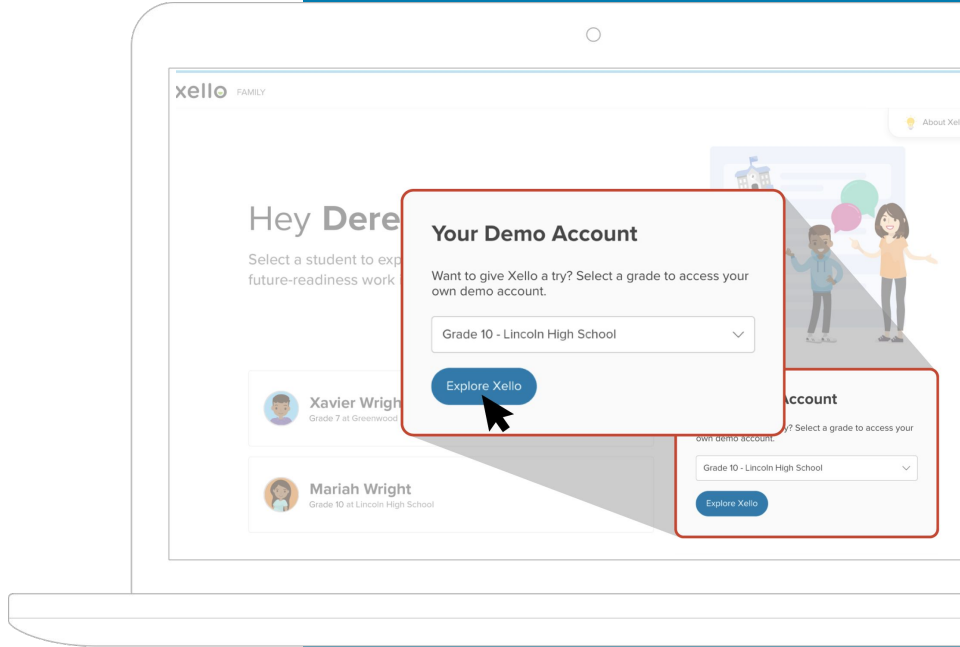 xello FAMILY
About Xel
Hey Dere
Select a student to exp
future-readiness work
Your Demo Account
Want to give Xello a try? Select a grade to access your
own demo account.
Grade 10 - Lincoln High School
Explore Xello
Xavier Wrigh
Grade 7 at Greenwood
Mariah Wright
Grade 10 at Lincoln High School
Account
y? Select a grade to access your
own demo account.
Grade 10 - Lincoln High School
Explore Xello